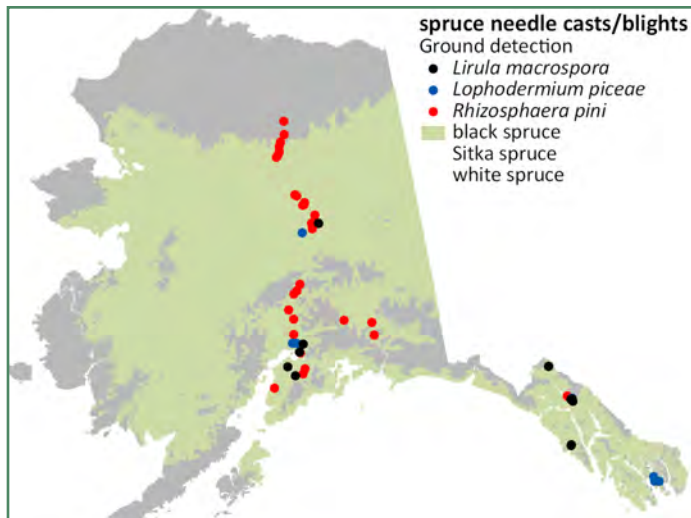 spruce needle casts/blights
Ground detection
Lirula macrospora
Lophodermium piceae
Rhizosphaera pini
black spruce
Sitka spruce
white spruce